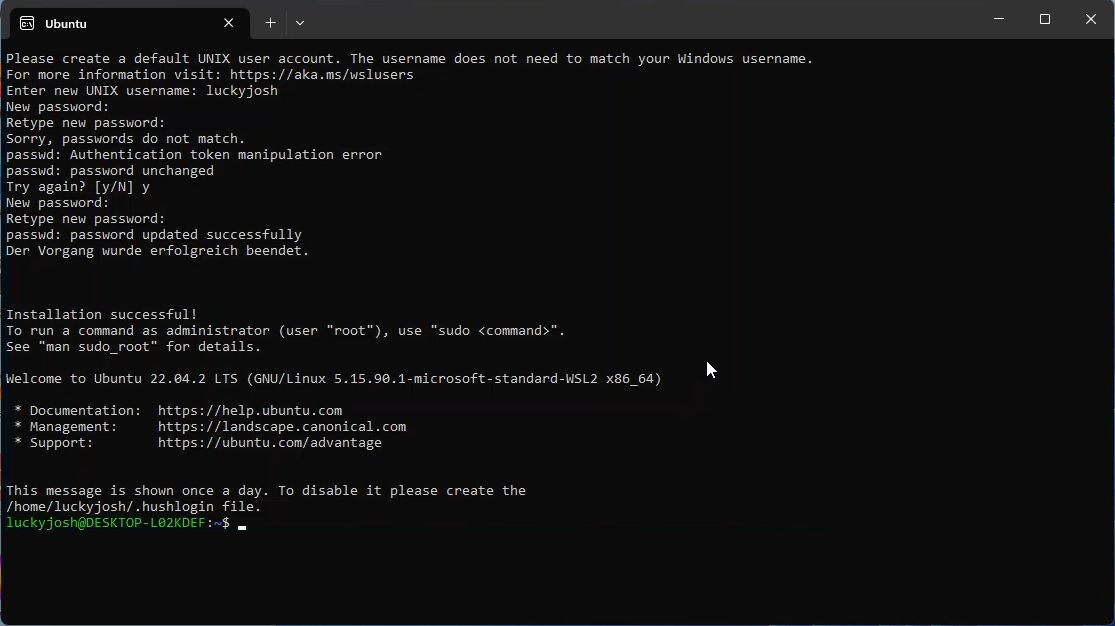 Ubuntu
Please create a default UNIX user account. The username does not need to match your Windows username.
For more information visit: https://aka.ms/wslusers
Enter new UNIX username: luckyjosh
New password:
Retype new password:
Sorry, passwords do not match.
passwd: Authentication token manipulation error
passwd: password unchanged
Try again? [y/N] y
New password:
Retype new password:
passwd: password updated successfully
Der Vorgang wurde erfolgreich beendet.
Installation successful!
To run a command as administrator (user "root"), use "sudo <command>".
See "man sudo_root" for details.
Welcome to Ubuntu 22.04.2 LTS (GNU/Linux 5.15.90.1-microsoft-standard-WSL2 x86_64)
* Documentation:  https://help.ubuntu.com
* Management:     https://landscape.canonical.com
* Support:        https://ubuntu.com/advantage
This message is shown once a day. To disable it please create the
/home/luckyjosh/.hushlogin file.
luckyjosh@DESKTOP-L02KDEF:~$